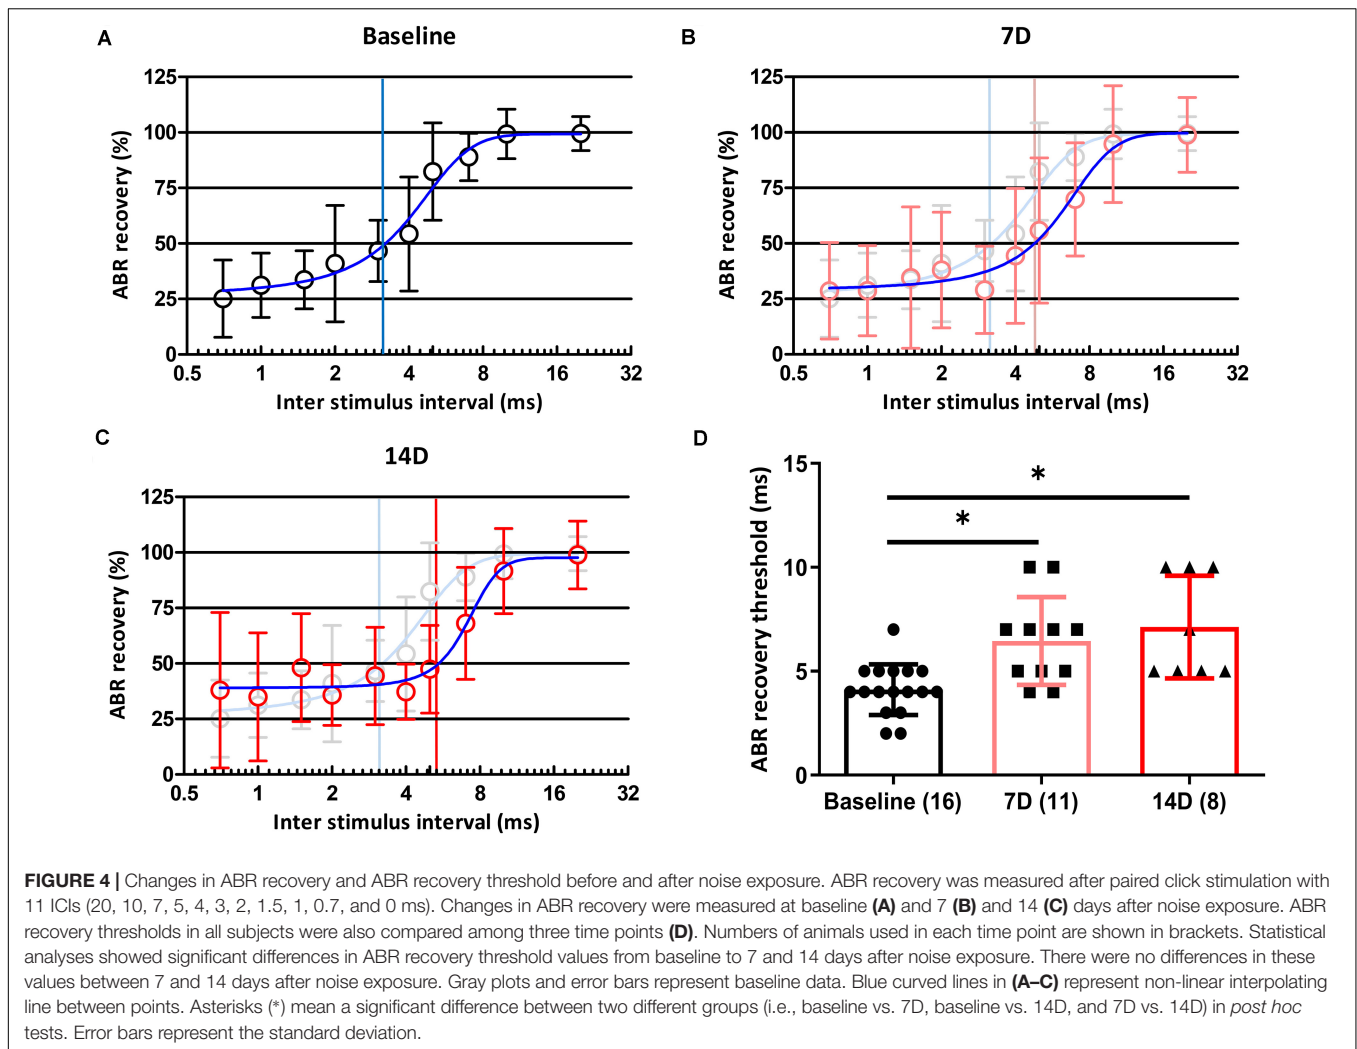 A
Baseline
125
100
75
50
25
0
ABR recovery (%)
0.5 1 2 4 8 16 32
Inter stimulus interval (ms)
B
7D
125
100
75
50
25
0
ABR recovery (%)
0.5 1 2 4 8 16 32
Inter stimulus interval (ms)
C
14D
125
100
75
50
25
0
ABR recovery (%)
0.5 1 2 4 8 16 32
Inter stimulus interval (ms)
D
15
10
5
0
ABR recovery threshold (ms)
*
*
Baseline (16) 7D (11) 14D (8)
FIGURE 4 | Changes in ABR recovery and ABR recovery threshold before and after noise exposure. ABR recovery was measured after paired click stimulation with
11 ICIs (20, 10, 7, 5, 4, 3, 2, 1.5, 1, 0.7, and 0 ms). Changes in ABR recovery were measured at baseline (A) and 7 (B) and 14 (C) days after noise exposure. ABR
recovery thresholds in all subjects were also compared among three time points (D). Numbers of animals used in each time point are shown in brackets. Statistical
analyses showed significant differences in ABR recovery threshold values from baseline to 7 and 14 days after noise exposure. There were no differences in these
values between 7 and 14 days after noise exposure. Gray plots and error bars represent baseline data. Blue curved lines in (A–C) represent non-linear interpolating
line between points. Asterisks (*) mean a significant difference between two different groups (i.e., baseline vs. 7D, baseline vs. 14D, and 7D vs. 14D) in post hoc
tests. Error bars represent the standard deviation.